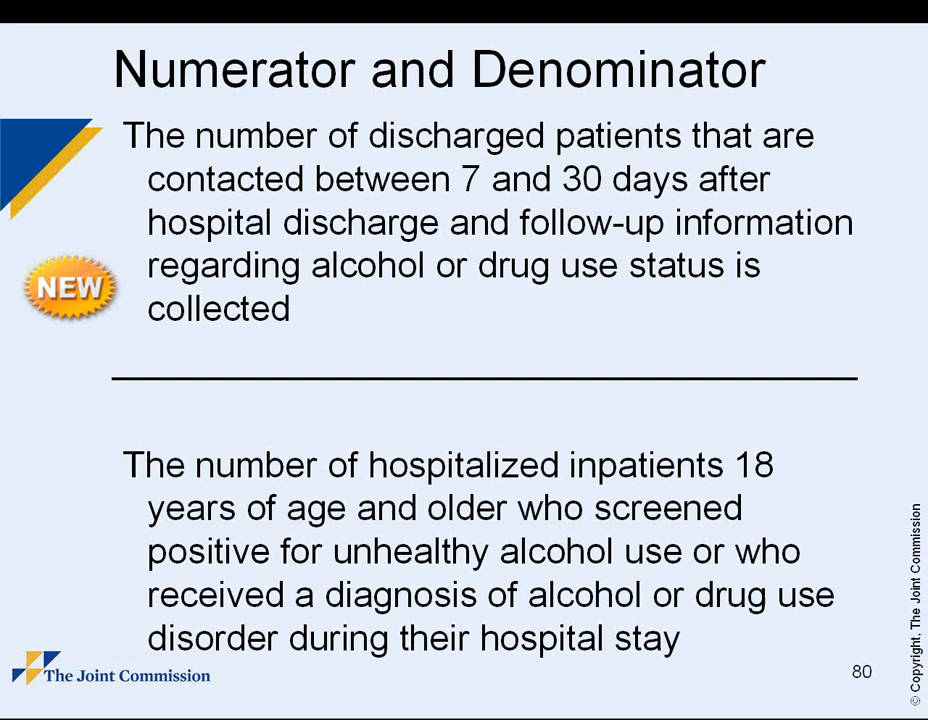 Numerator and Denominator
The number of discharged patients that are
contacted between 7 and 30 days after
hospital discharge and follow-up information
regarding alcohol or drug use status is
collected
NEW
The number of hospitalized inpatients 18
years of age and older who screened
positive for unhealthy alcohol use or who
received a diagnosis of alcohol or drug use
disorder during their hospital stay
The Joint Commission
80
© Copyright, The Joint Commission